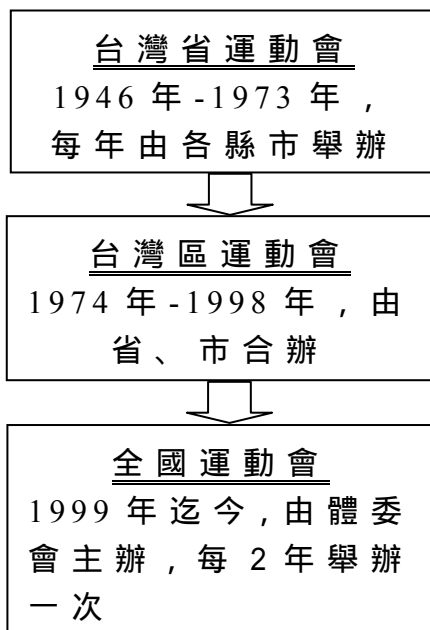 台灣省運動會
1946 年-1973 年，
每年由各縣市舉辦
台灣區運動會
1974 年-1998 年，由
省、市合辦
全國運動會
1999 年迄今，由體委
會主辦，每 2 年舉辦
一次